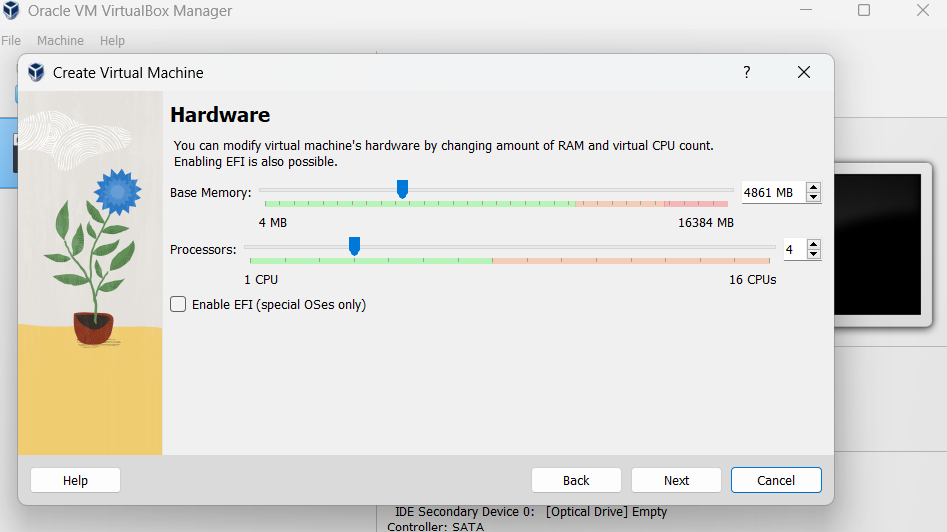 Oracle VM VirtualBox Manager
File Machine Help
Create Virtual Machine ?
Hardware
You can modify virtual machine's hardware by changing amount of RAM and virtual CPU count.
Enabling EFI is also possible.
Base Memory: 4861 MB
4 MB 16384 MB
Processors: 4
1 CPU 16 CPUs
Enable EFI (special OSes only)
Help Back Next Cancel
IDE Secondary Device 0: [Optical Drive] Empty
Controller: SATA